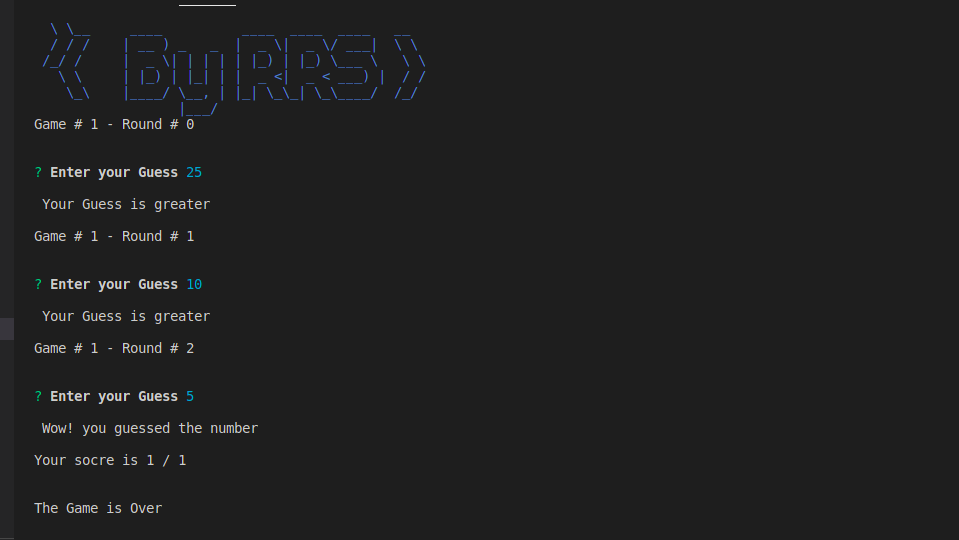 < By RRS >
Game # 1 - Round # 0
? Enter your Guess 25
Your Guess is greater
Game # 1 - Round # 1
? Enter your Guess 10
Your Guess is greater
Game # 1 - Round # 2
? Enter your Guess 5
Wow! you guessed the number
Your socre is 1 / 1
The Game is Over